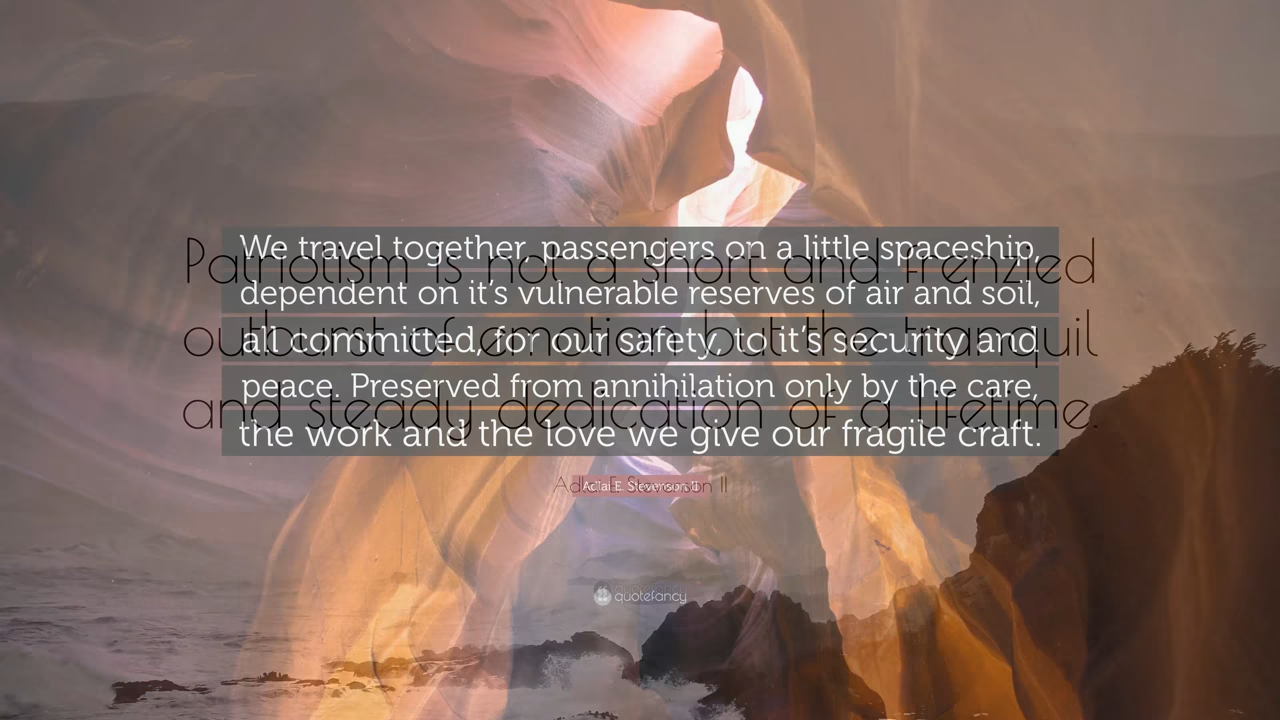 We travel together, passengers on a little spaceship,
dependent on it's vulnerable reserves of air and soil,
all committed, for our safety, to it's security and
peace. Preserved from annihilation only by the care,
the work and the love we give our fragile craft.
Patriotism is not a short and frenzied
outburst of emotion but the tranquil
and steady dedication of a lifetime.
Adlai E. Stevenson II
Adlai E. Stevenson II
quotefancy